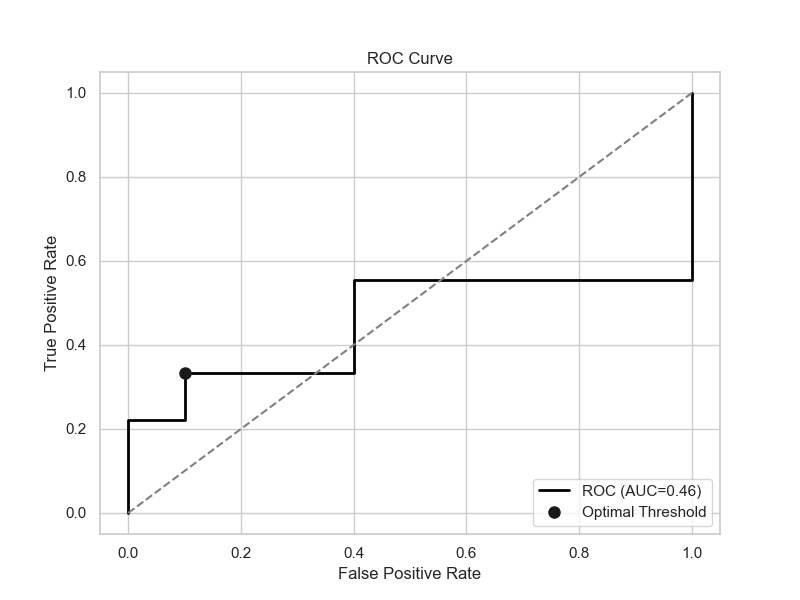 ROC Curve
1.0
0.8
0.6
0.4
0.2
0.0
True Positive Rate
0.0 0.2 0.4 0.6 0.8 1.0
False Positive Rate
ROC (AUC=0.46)
Optimal Threshold